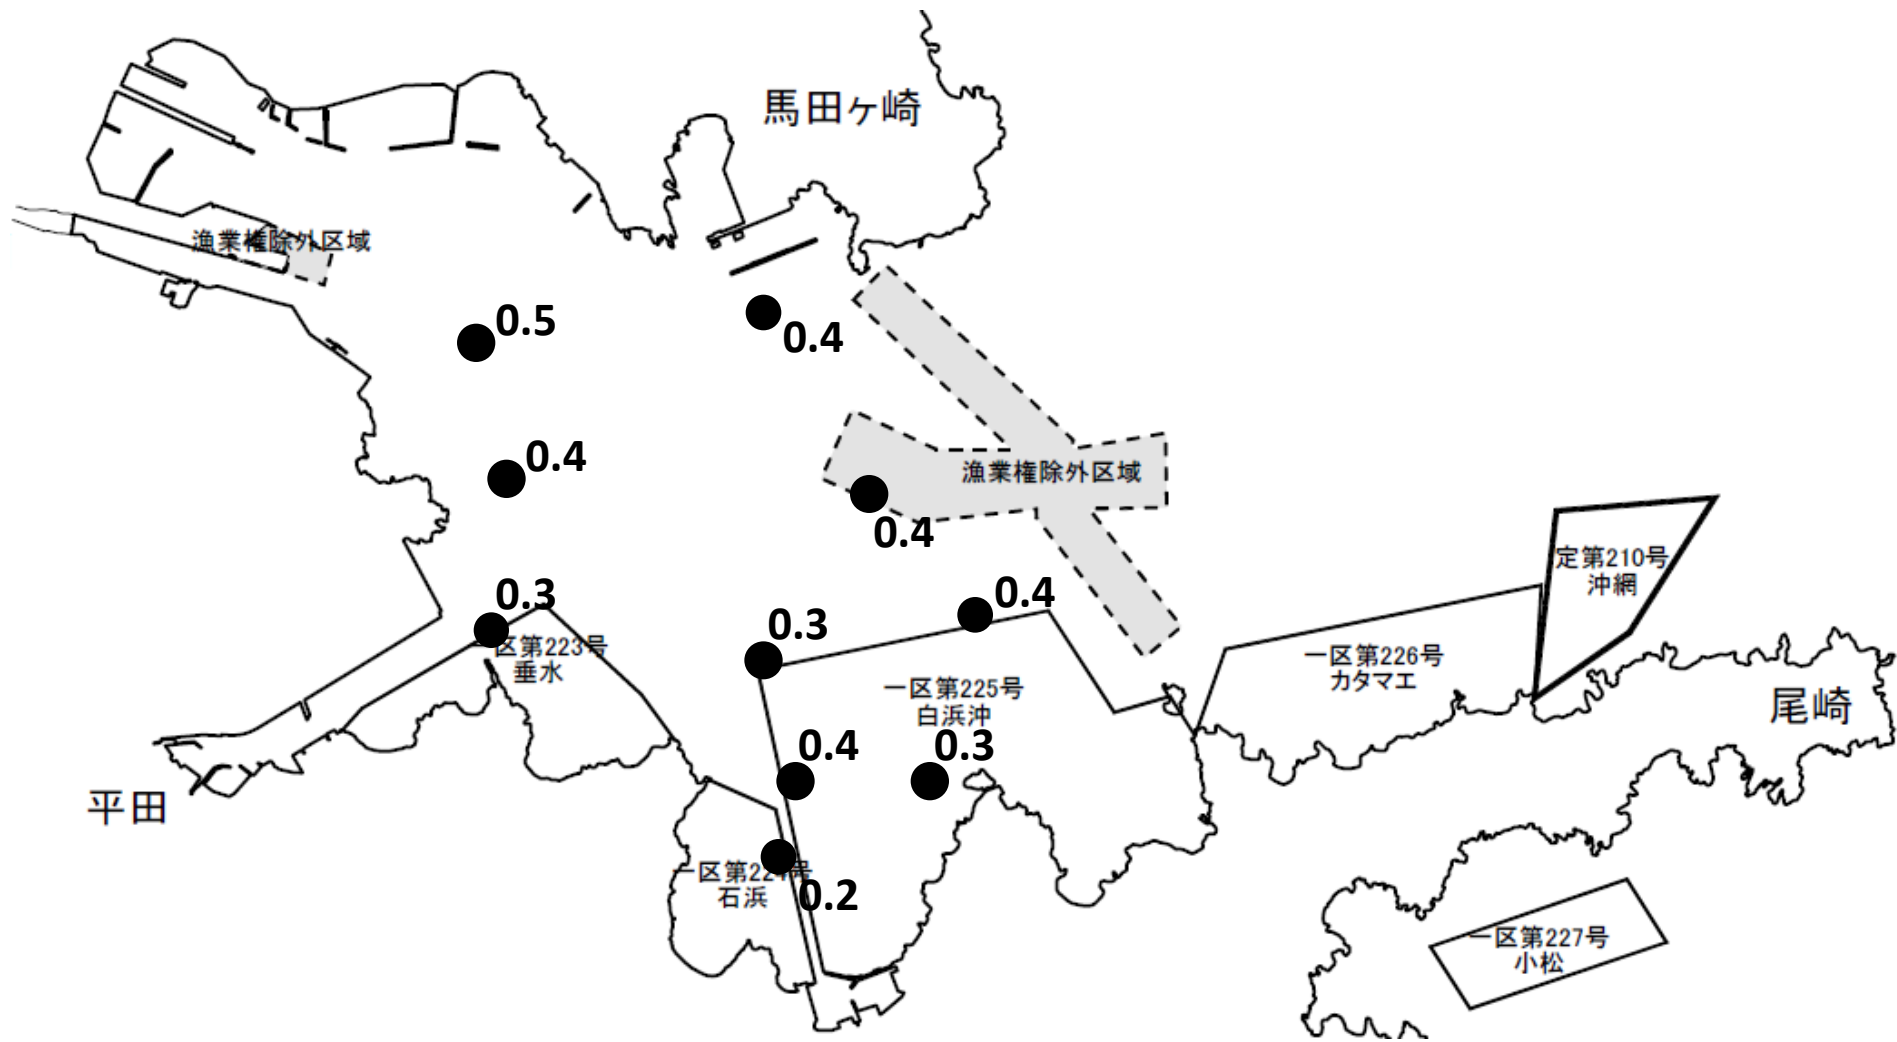 馬田ヶ崎
漁業権除外区域
0.5
0.4
0.4
漁業権除外区域
0.4
定第210号
沖網
0.3
0.4
0.3
一区第223号
垂水
一区第226号
カタマエ
一区第225号
白浜沖
尾崎
0.4
0.3
平田
一区第224号
石浜
0.2
一区第227号
小松